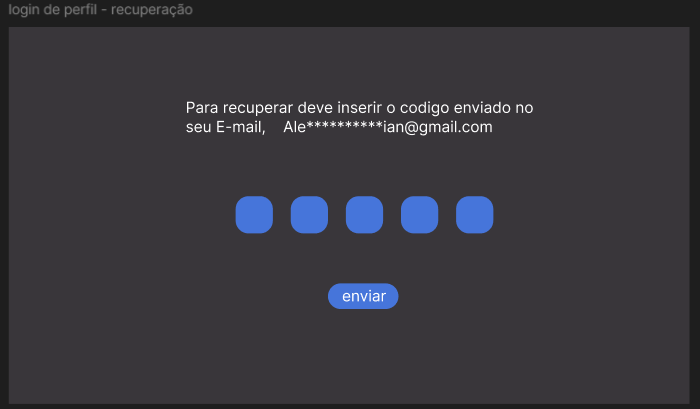 login de perfil - recuperação
Para recuperar deve inserir o codigo enviado no
seu E-mail, Ale**********ian@gmail.com
enviar